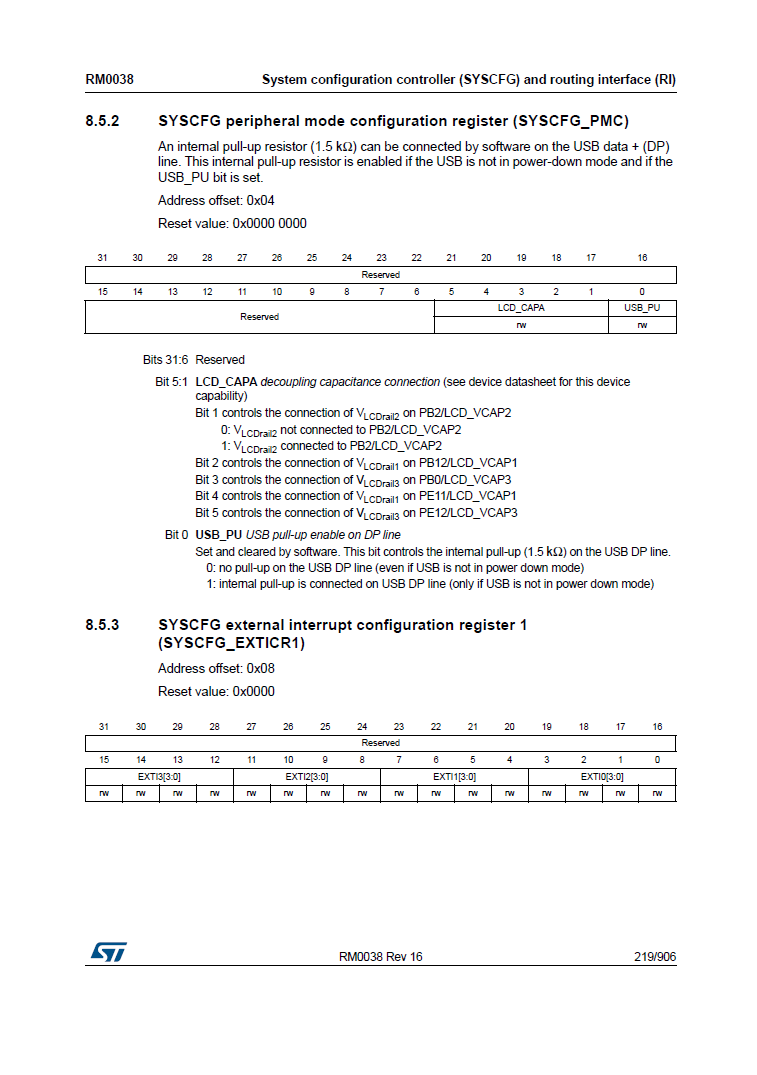 RM0038 System configuration controller (SYSCFG) and routing interface (RI)
8.5.2 SYSCFG peripheral mode configuration register (SYSCFG_PMC)
An internal pull-up resistor (1.5 kΩ) can be connected by software on the USB data + (DP)
line. This internal pull-up resistor is enabled if the USB is not in power-down mode and if the
USB_PU bit is set.
Address offset: 0x04
Reset value: 0x0000 0000
31 30 29 28 27 26 25 24 23 22 21 20 19 18 17 16
Reserved
15 14 13 12 11 10 9 8 7 6 5 4 3 2 1 0
Reserved LCD_CAPA USB_PU
rw rw
Bits 31:6 Reserved
Bit 5:1 LCD_CAPA decoupling capacitance connection (see device datasheet for this device
capability)
Bit 1 controls the connection of VLCDrail2 on PB2/LCD_VCAP2
0: VLCDrail2 not connected to PB2/LCD_VCAP2
1: VLCDrail2 connected to PB2/LCD_VCAP2
Bit 2 controls the connection of VLCDrail1 on PB12/LCD_VCAP1
Bit 3 controls the connection of VLCDrail3 on PB0/LCD_VCAP3
Bit 4 controls the connection of VLCDrail1 on PE11/LCD_VCAP1
Bit 5 controls the connection of VLCDrail3 on PE12/LCD_VCAP3
Bit 0 USB_PU USB pull-up enable on DP line
Set and cleared by software. This bit controls the internal pull-up (1.5 kΩ) on the USB DP line.
0: no pull-up on the USB DP line (even if USB is not in power down mode)
1: internal pull-up is connected on USB DP line (only if USB is not in power down mode)
8.5.3 SYSCFG external interrupt configuration register 1
(SYSCFG_EXTICR1)
Address offset: 0x08
Reset value: 0x0000
31 30 29 28 27 26 25 24 23 22 21 20 19 18 17 16
Reserved
15 14 13 12 11 10 9 8 7 6 5 4 3 2 1 0
EXTI3[3:0] EXTI2[3:0] EXTI1[3:0] EXTI0[3:0]
rw rw rw rw rw rw rw rw rw rw rw rw rw rw rw rw
ST RM0038 Rev 16 219/906